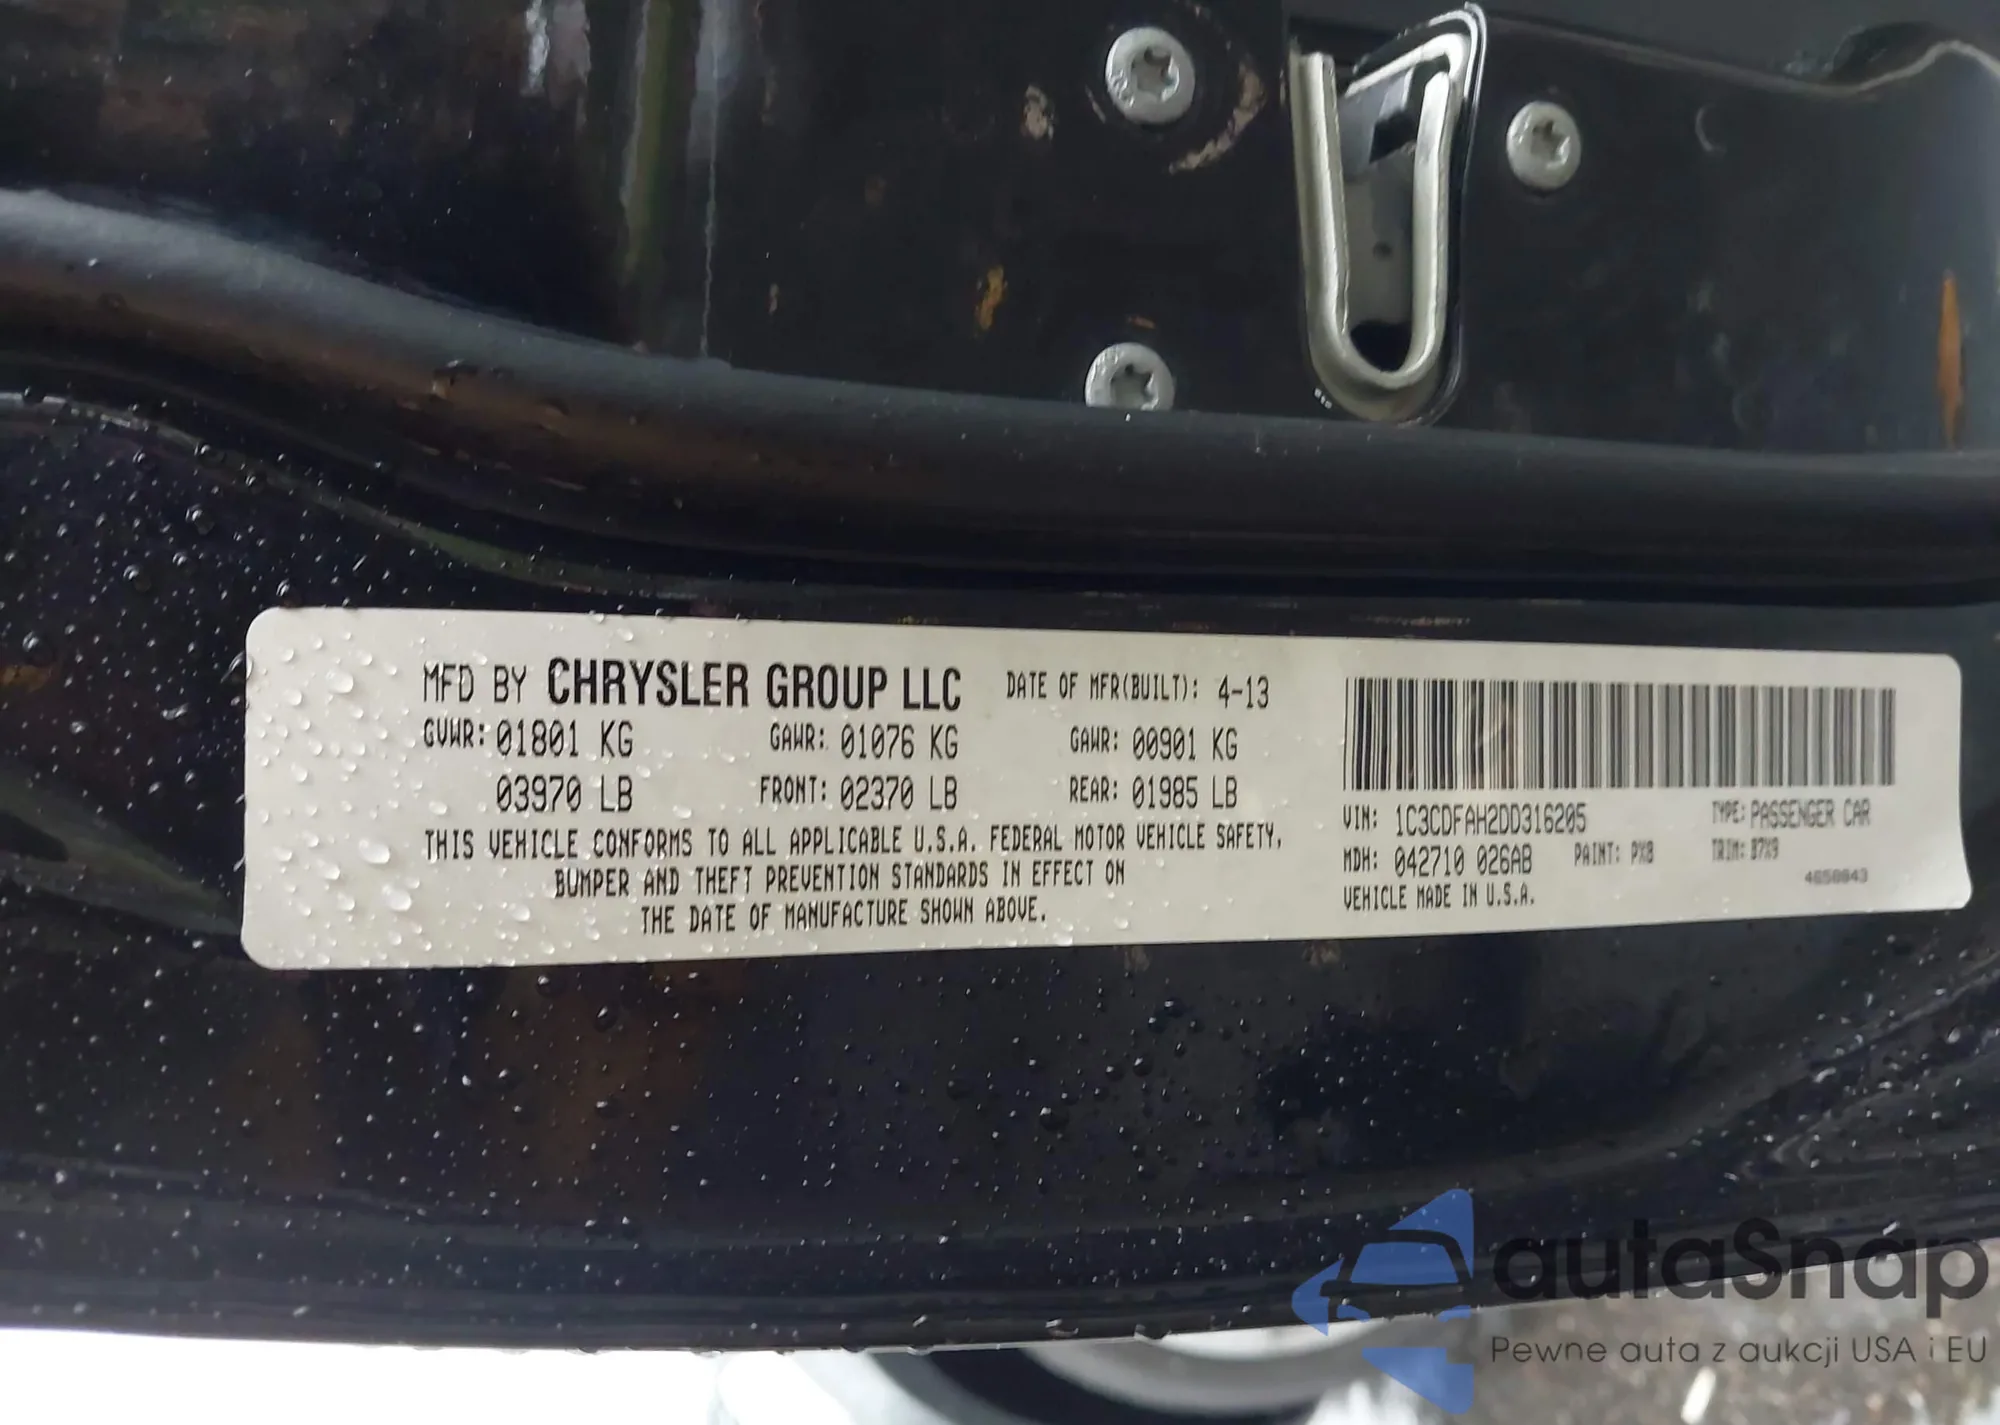 MFD BY CHRYSLER GROUP LLC DATE OF MFR(BUILT): 4-13
GVWR: 01801 KG GAWR: 01076 KG GAWR: 00901 KG
03970 LB FRONT: 02370 LB REAR: 01985 LB
THIS VEHICLE CONFORMS TO ALL APPLICABLE U.S.A. FEDERAL MOTOR VEHICLE SAFETY,
BUMPER AND THEFT PREVENTION STANDARDS IN EFFECT ON
THE DATE OF MANUFACTURE SHOWN ABOVE.
VIN: 1C3CDFAH2DD316205 TYPE: PASSENGER CAR
MDH: 042710 026AB PAINT: PX8 TRIM: B7X9
VEHICLE MADE IN U.S.A.
autaSnap
Pewne auta z aukcji USA i EU